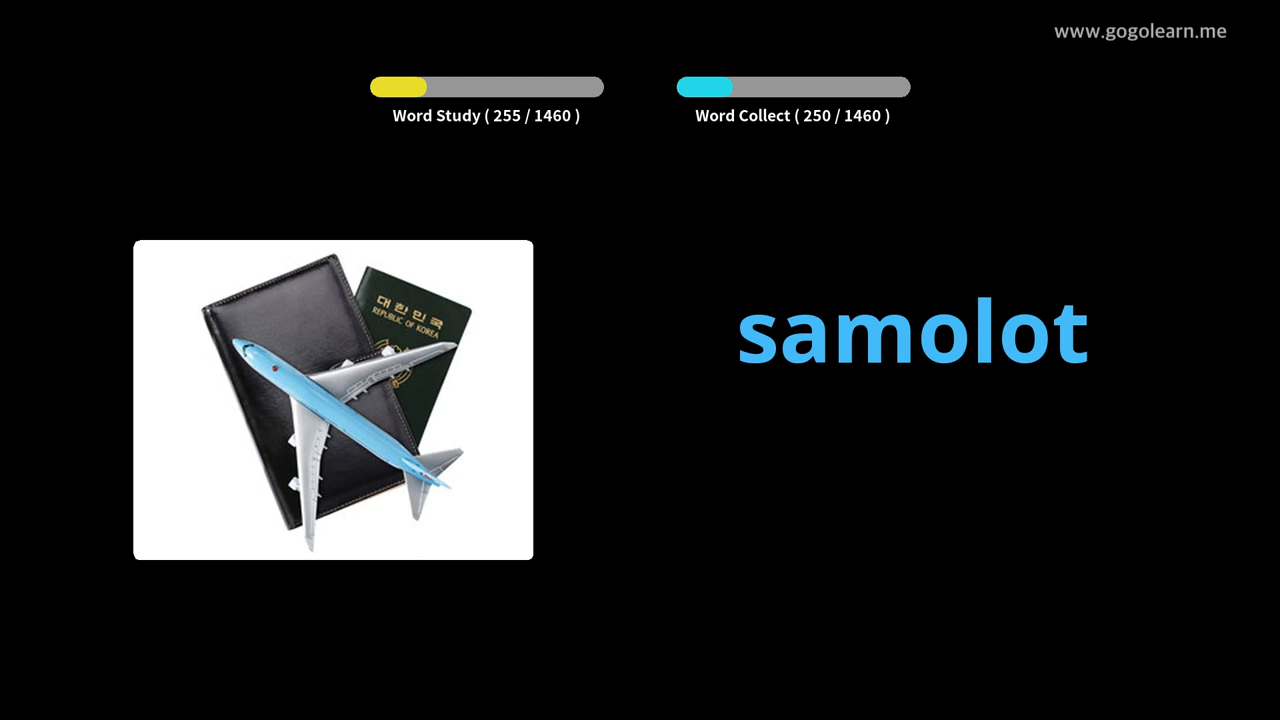 www.gogolearn.me
Word Study ( 255 / 1460 )
Word Collect ( 250 / 1460 )
대한민국
REPUBLIC OF KOREA
samolot